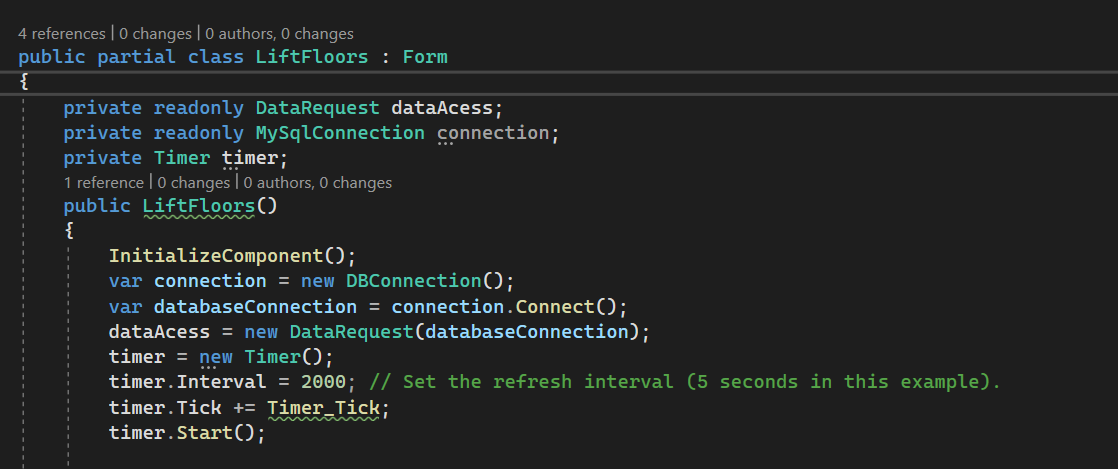 4 references | 0 changes | 0 authors, 0 changes
public partial class LiftFloors : Form
{
private readonly DataRequest dataAcess;
private readonly MySqlConnection connection;
private Timer timer;
1 reference | 0 changes | 0 authors, 0 changes
public LiftFloors()
{
InitializeComponent();
var connection = new DBConnection();
var databaseConnection = connection.Connect();
dataAcess = new DataRequest(databaseConnection);
timer = new Timer();
timer.Interval = 2000; // Set the refresh interval (5 seconds in this example).
timer.Tick += Timer_Tick;
timer.Start();